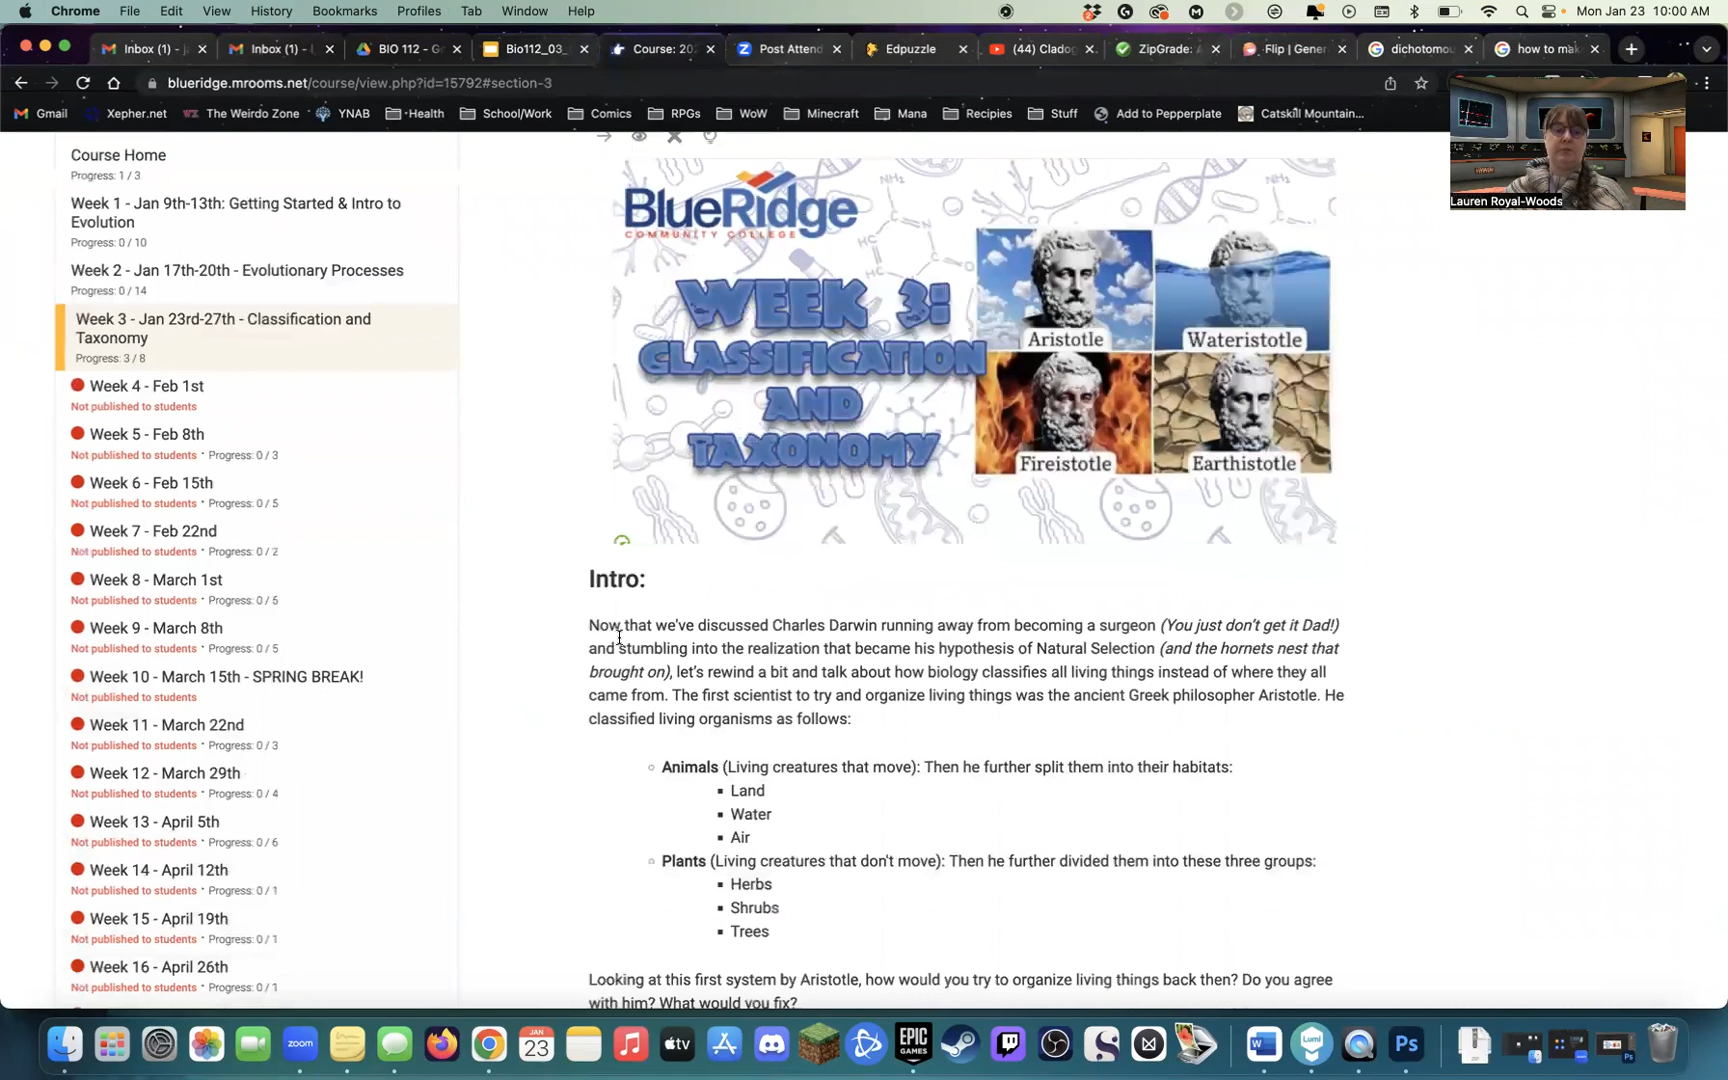 Chrome File Edit View History Bookmarks Profiles Tab Window Help Mon Jan 23 10:00 AM
Inbox (1) - Inbox (1) - BIO 112 - Gr Bio112_03_ Course: 202 Post Attend Edpuzzle (44) Cladog ZipGrade: Flip | Gener dichotomou how to mak
blueridge.mrooms.net/course/view.php?id=15792#section-3
Gmail Xepher.net The Weirdo Zone YNAB Health School/Work Comics RPGs WoW Minecraft Mana Recipies Stuff Add to Pepperplate Catskill Mountain...
Lauren Royal-Woods
Course Home
Progress: 1 / 3
Week 1 - Jan 9th-13th: Getting Started & Intro to
Evolution
Progress: 0 / 10
Week 2 - Jan 17th-20th - Evolutionary Processes
Progress: 0 / 14
Week 3 - Jan 23rd-27th - Classification and
Taxonomy
Progress: 3 / 8
Week 4 - Feb 1st
Not published to students
Week 5 - Feb 8th
Not published to students · Progress: 0 / 3
Week 6 - Feb 15th
Not published to students · Progress: 0 / 5
Week 7 - Feb 22nd
Not published to students · Progress: 0 / 2
Week 8 - March 1st
Not published to students · Progress: 0 / 6
Week 9 - March 8th
Not published to students · Progress: 0 / 5
Week 10 - March 15th - SPRING BREAK!
Not published to students
Week 11 - March 22nd
Not published to students · Progress: 0 / 3
Week 12 - March 29th
Not published to students · Progress: 0 / 4
Week 13 - April 5th
Not published to students · Progress: 0 / 6
Week 14 - April 12th
Not published to students · Progress: 0 / 1
Week 15 - April 19th
Not published to students · Progress: 0 / 1
Week 16 - April 26th
Not published to students · Progress: 0 / 1
BlueRidge
COMMUNITY COLLEGE
WEEK 3:
CLASSIFICATION
AND
TAXONOMY
Aristotle Wateristotle
Fireistotle Earthistotle
Intro:
Now that we've discussed Charles Darwin running away from becoming a surgeon (You just don't get it Dad!)
and stumbling into the realization that became his hypothesis of Natural Selection (and the hornets nest that
brought on), let's rewind a bit and talk about how biology classifies all living things instead of where they all
came from. The first scientist to try and organize living things was the ancient Greek philosopher Aristotle. He
classified living organisms as follows:
Animals (Living creatures that move): Then he further split them into their habitats:
Land
Water
Air
Plants (Living creatures that don't move): Then he further divided them into these three groups:
Herbs
Shrubs
Trees
Looking at this first system by Aristotle, how would you try to organize living things back then? Do you agree
with him? What would you fix?
zoom JAN 23 tv EPIC GAMES W Lumi Ps